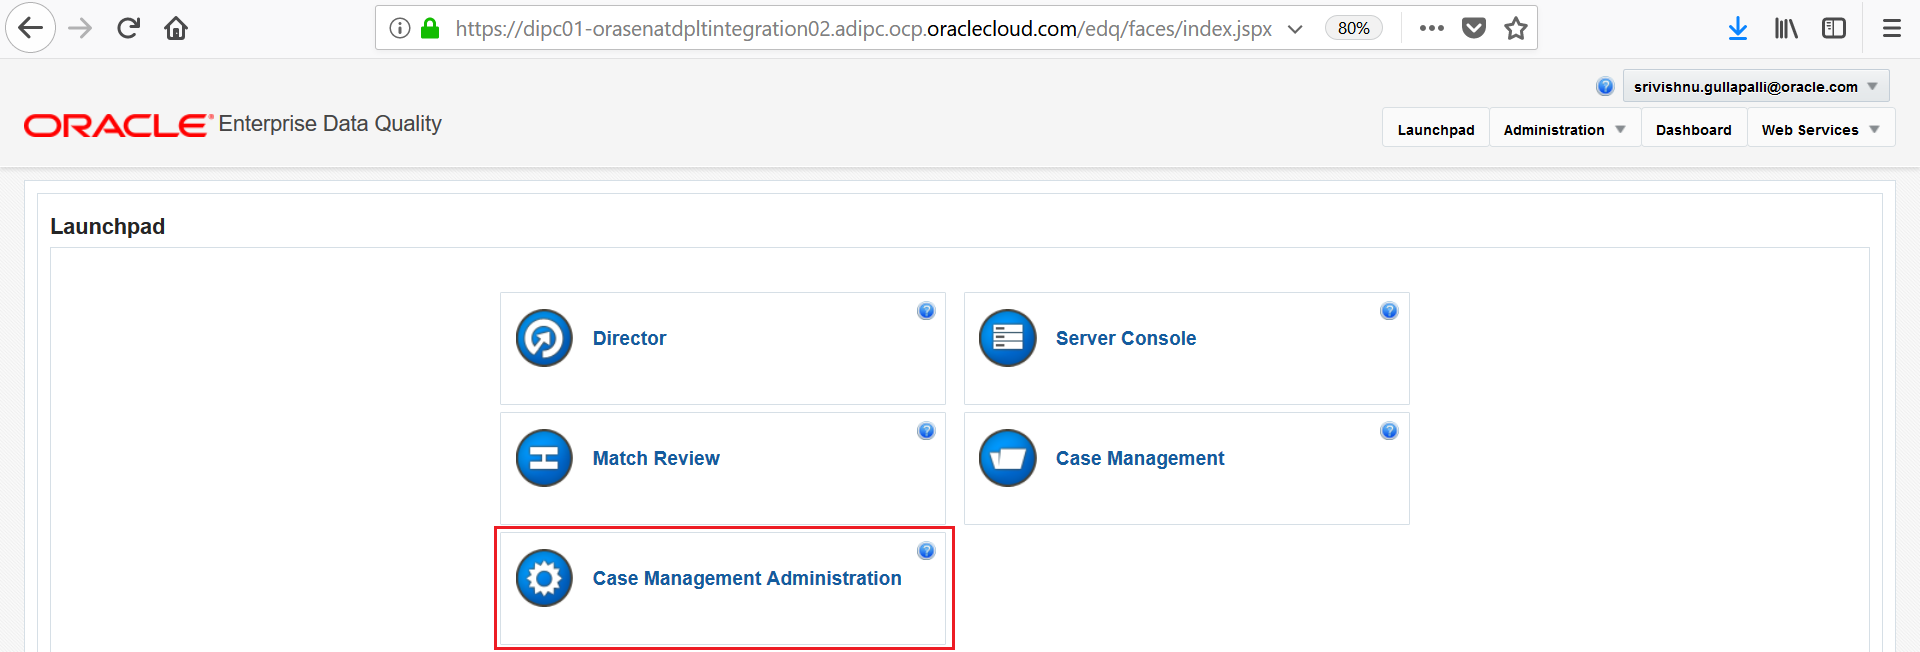 https://dipc01-orasenatdpltintegration02.adipc.ocp.oraclecloud.com/edq/faces/index.jspx 80%
srivishnu.gullapalli@oracle.com
ORACLE Enterprise Data Quality
Launchpad Administration Dashboard Web Services
Launchpad
Director Server Console
Match Review Case Management
Case Management Administration